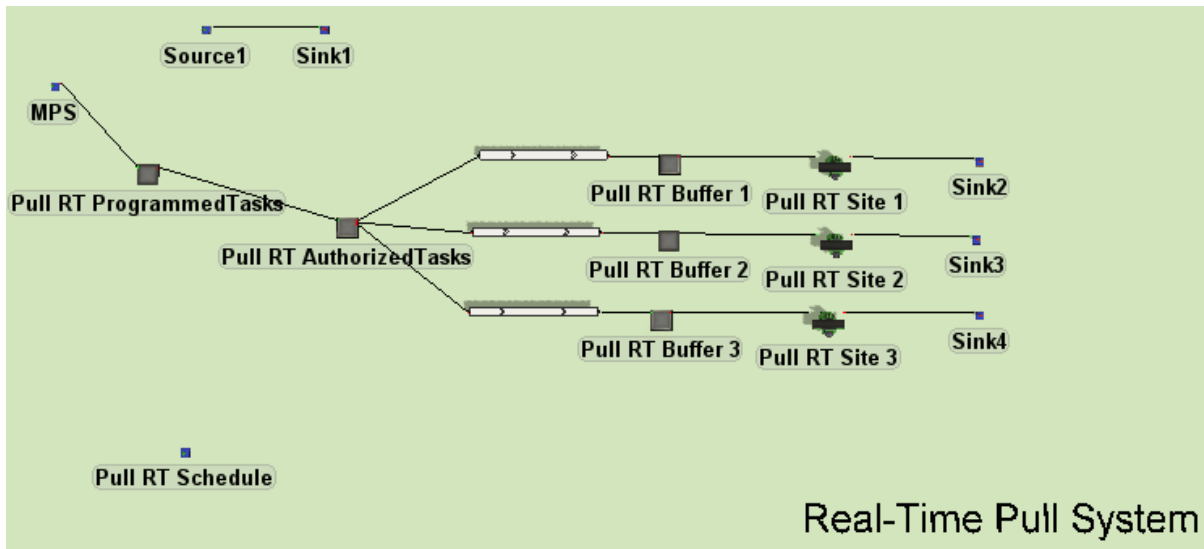 Source1
Sink1
MPS
Pull RT ProgrammedTasks
Pull RT AuthorizedTasks
Pull RT Buffer 1
Pull RT Site 1
Sink2
Pull RT Buffer 2
Pull RT Site 2
Sink3
Pull RT Buffer 3
Pull RT Site 3
Sink4
Pull RT Schedule
Real-Time Pull System